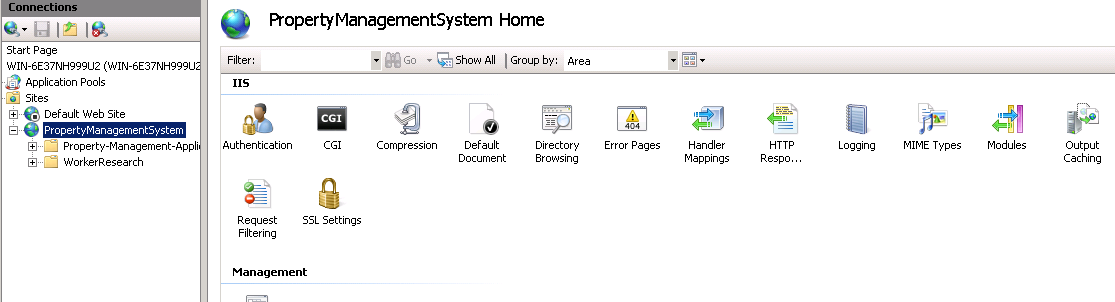 Connections
PropertyManagementSystem Home
Filter:
Go
Show All
Group by:
Area
Start Page
WIN-6E37NH999U2 (WIN-6E37NH999U2
Application Pools
Sites
Default Web Site
PropertyManagementSystem
Property-Management-Appli
WorkerResearch
IIS
CGI
404
Authentication
CGI
Compression
Default Document
Directory Browsing
Error Pages
Handler Mappings
HTTP Respo...
Logging
MIME Types
Modules
Output Caching
Request Filtering
SSL Settings
Management